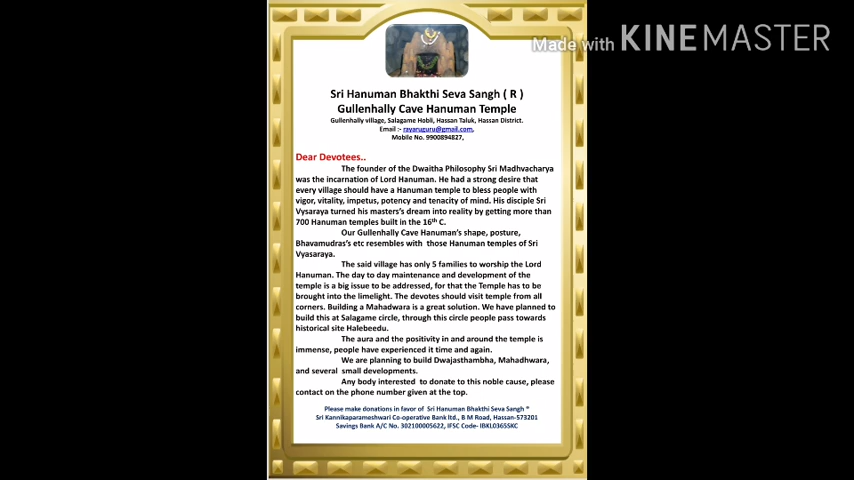 Made with KINEMASTER
Sri Hanuman Bhakthi Seva Sangh ( R )
Gullenhally Cave Hanuman Temple
Gullenhally village, Salagame Hobli, Hassan Taluk, Hassan District.
Email :- rayaruguru@gmail.com,
Mobile No. 9900894827,
Dear Devotees..
The founder of the Dwaitha Philosophy Sri Madhvacharya
was the incarnation of Lord Hanuman. He had a strong desire that
every village should have a Hanuman temple to bless people with
vigor, vitality, impetus, potency and tenacity of mind. His disciple Sri
Vysaraya turned his masters's dream into reality by getting more than
700 Hanuman temples built in the 16th C.
Our Gullenhally Cave Hanuman's shape, posture,
Bhavamudras's etc resembles with those Hanuman temples of Sri
Vyasaraya.
The said village has only 5 families to worship the Lord
Hanuman. The day to day maintenance and development of the
temple is a big issue to be addressed, for that the Temple has to be
brought into the limelight. The devotes should visit temple from all
corners. Building a Mahadwara is a great solution. We have planned to
build this at Salagame circle, through this circle people pass towards
historical site Halebeedu.
The aura and the positivity in and around the temple is
immense, people have experienced it time and again.
We are planning to build Dwajasthambha, Mahadhwara,
and several small developments.
Any body interested to donate to this noble cause, please
contact on the phone number given at the top.
Please make donations in favor of Sri Hanuman Bhakthi Seva Sangh *
Sri Kannikaparameshwari Co-operative Bank ltd., B M Road, Hassan-573201
Savings Bank A/C No. 302100005622, IFSC Code- IBKL0365SKC